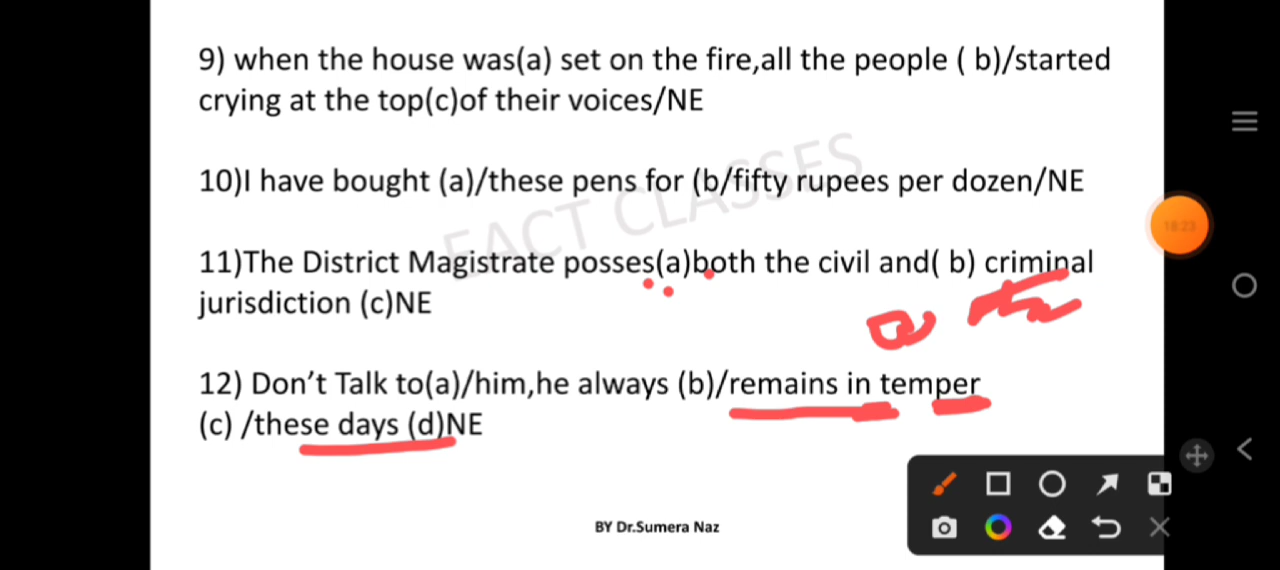 9) when the house was(a) set on the fire,all the people ( b)/started
crying at the top(c)of their voices/NE
10)I have bought (a)/these pens for (b/fifty rupees per dozen/NE
11)The District Magistrate posses(a)both the civil and( b) criminal
jurisdiction (c)NE
12) Don’t Talk to(a)/him,he always (b)/remains in temper
(c) /these days (d)NE
FACT CLASSES
18:23
BY Dr.Sumera Naz